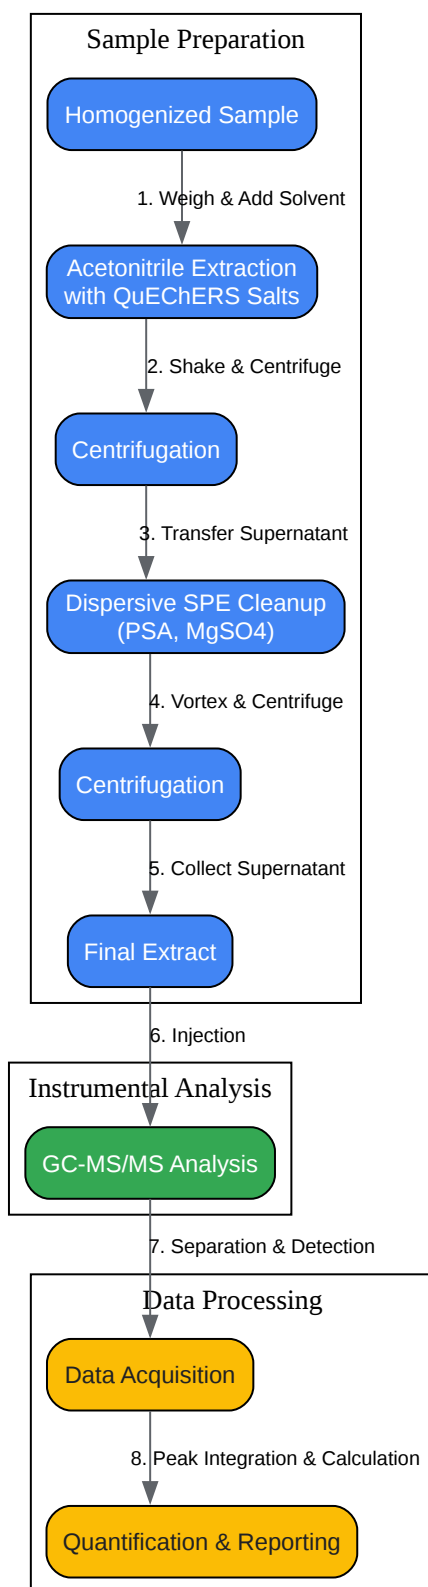 Sample Preparation
Homogenized Sample
1. Weigh & Add Solvent
Acetonitrile Extraction
with QuEChERS Salts
2. Shake & Centrifuge
Centrifugation
3. Transfer Supernatant
Dispersive SPE Cleanup
(PSA, MgSO4)
4. Vortex & Centrifuge
Centrifugation
5. Collect Supernatant
Final Extract
6. Injection
Instrumental Analysis
GC-MS/MS Analysis
7. Separation & Detection
Data Processing
Data Acquisition
8. Peak Integration & Calculation
Quantification & Reporting